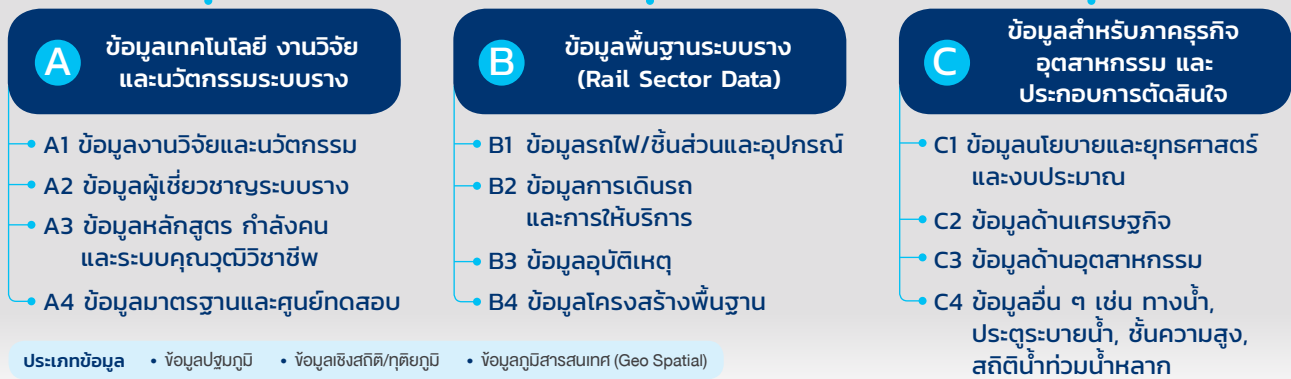 A
ข้อมูลเทคโนโลยี งานวิจัย
และนวัตกรรมระบบราง
A1 ข้อมูลงานวิจัยและนวัตกรรม
A2 ข้อมูลผู้เชี่ยวชาญระบบราง
A3 ข้อมูลหลักสูตร กำลังคน
และระบบคุณวุฒิวิชาชีพ
A4 ข้อมูลมาตรฐานและศูนย์ทดสอบ
B
ข้อมูลพื้นฐานระบบราง
(Rail Sector Data)
B1 ข้อมูลรถไฟ/ชิ้นส่วนและอุปกรณ์
B2 ข้อมูลการเดินรถ
และการให้บริการ
B3 ข้อมูลอุบัติเหตุ
B4 ข้อมูลโครงสร้างพื้นฐาน
C
ข้อมูลสำหรับภาคธุรกิจ
อุตสาหกรรม และ
ประกอบการตัดสินใจ
C1 ข้อมูลนโยบายและยุทธศาสตร์
และงบประมาณ
C2 ข้อมูลด้านเศรษฐกิจ
C3 ข้อมูลด้านอุตสาหกรรม
C4 ข้อมูลอื่น ๆ เช่น ทางน้ำ,
ประตูระบายน้ำ, ชั้นความสูง,
สถิติน้ำท่วมน้ำหลาก
ประเภทข้อมูล • ข้อมูลปฐมภูมิ • ข้อมูลเชิงสถิติ/ทุติยภูมิ • ข้อมูลภูมิสารสนเทศ (Geo Spatial)